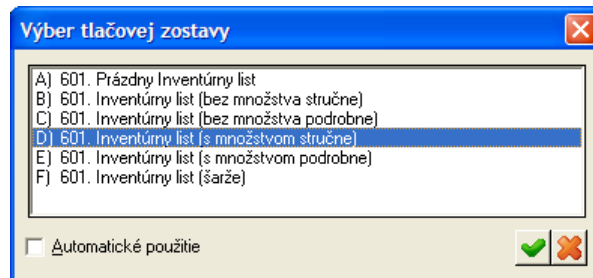 Výber tlačovej zostavy
A) 601. Prázdny Inventúrny list
B) 601. Inventúrny list (bez množstva stručne)
C) 601. Inventúrny list (bez množstva podrobne)
D) 601. Inventúrny list (s množstvom stručne)
E) 601. Inventúrny list (s množstvom podrobne)
F) 601. Inventúrny list (šarže)
Automatické použitie